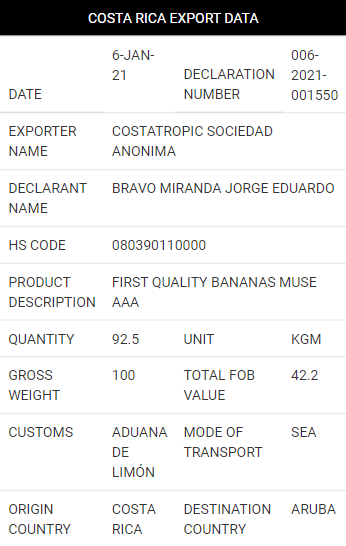 COSTA RICA EXPORT DATA
DATE 6-JAN-21 DECLARATION NUMBER 006-2021-001550
EXPORTER NAME COSTATROPIC SOCIEDAD ANONIMA
DECLARANT NAME BRAVO MIRANDA JORGE EDUARDO
HS CODE 080390110000
PRODUCT DESCRIPTION FIRST QUALITY BANANAS MUSE AAA
QUANTITY 92.5 UNIT KGM
GROSS WEIGHT 100 TOTAL FOB VALUE 42.2
CUSTOMS ADUANA DE LIMÓN MODE OF TRANSPORT SEA
ORIGIN COUNTRY COSTA RICA DESTINATION COUNTRY ARUBA